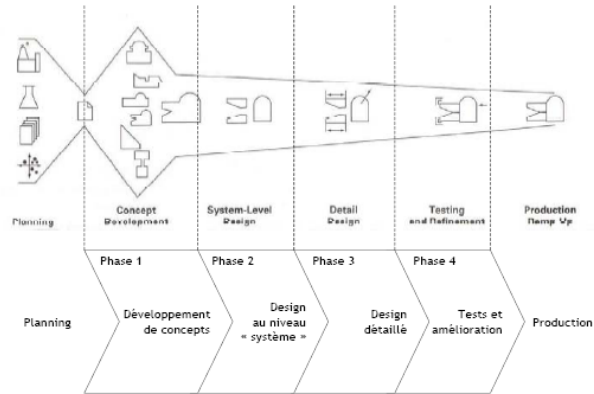 Planning
Concept
Development
System-Level
Design
Detail
Design
Testing
and Refinement
Production
Ramp-Up
Phase 1
Phase 2
Phase 3
Phase 4
Planning
Développement
de concepts
Design
au niveau
« système »
Design
détaillé
Tests et
amélioration
Production